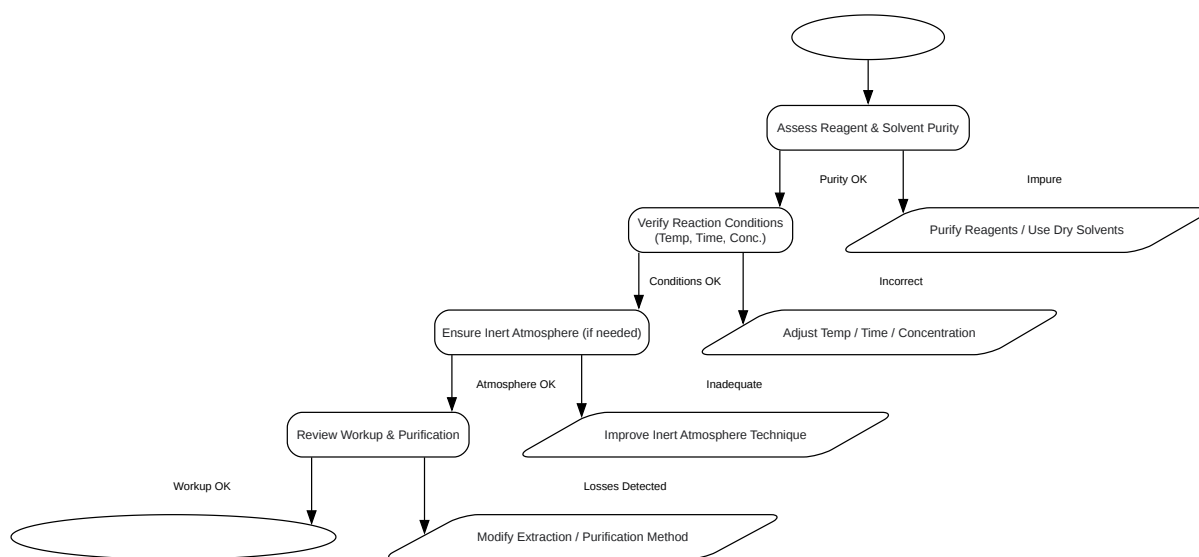 Assess Reagent & Solvent Purity
Purity OK
Impure
Verify Reaction Conditions
(Temp, Time, Conc.)
Purify Reagents / Use Dry Solvents
Conditions OK
Incorrect
Ensure Inert Atmosphere (if needed)
Adjust Temp / Time / Concentration
Atmosphere OK
Inadequate
Review Workup & Purification
Improve Inert Atmosphere Technique
Workup OK
Losses Detected
Modify Extraction / Purification Method